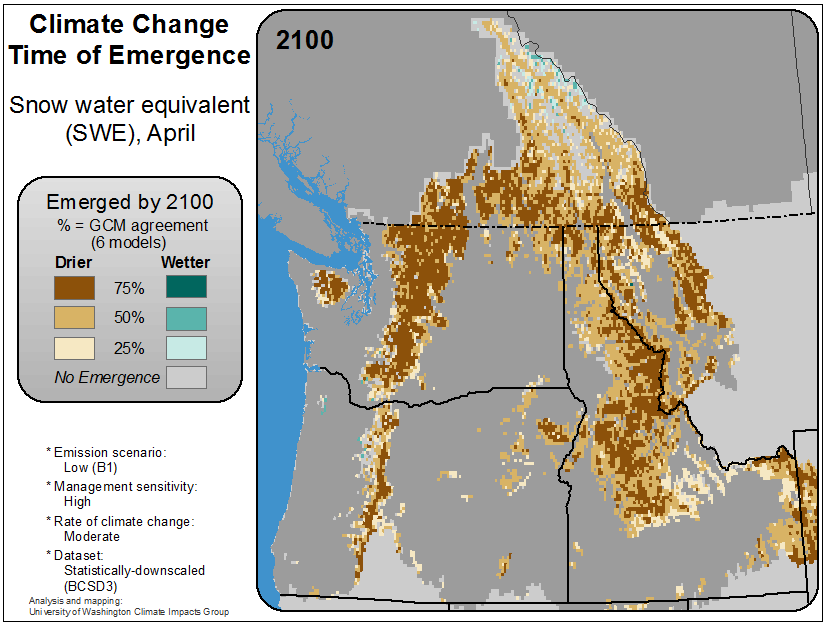 Climate Change
Time of Emergence
Snow water equivalent
(SWE), April
Emerged by 2100
% = GCM agreement
(6 models)
Drier Wetter
75%
50%
25%
No Emergence
* Emission scenario:
Low (B1)
* Management sensitivity:
High
* Rate of climate change:
Moderate
* Dataset:
Statistically-downscaled
(BCSD3)
Analysis and mapping:
University of Washington Climate Impacts Group
2100